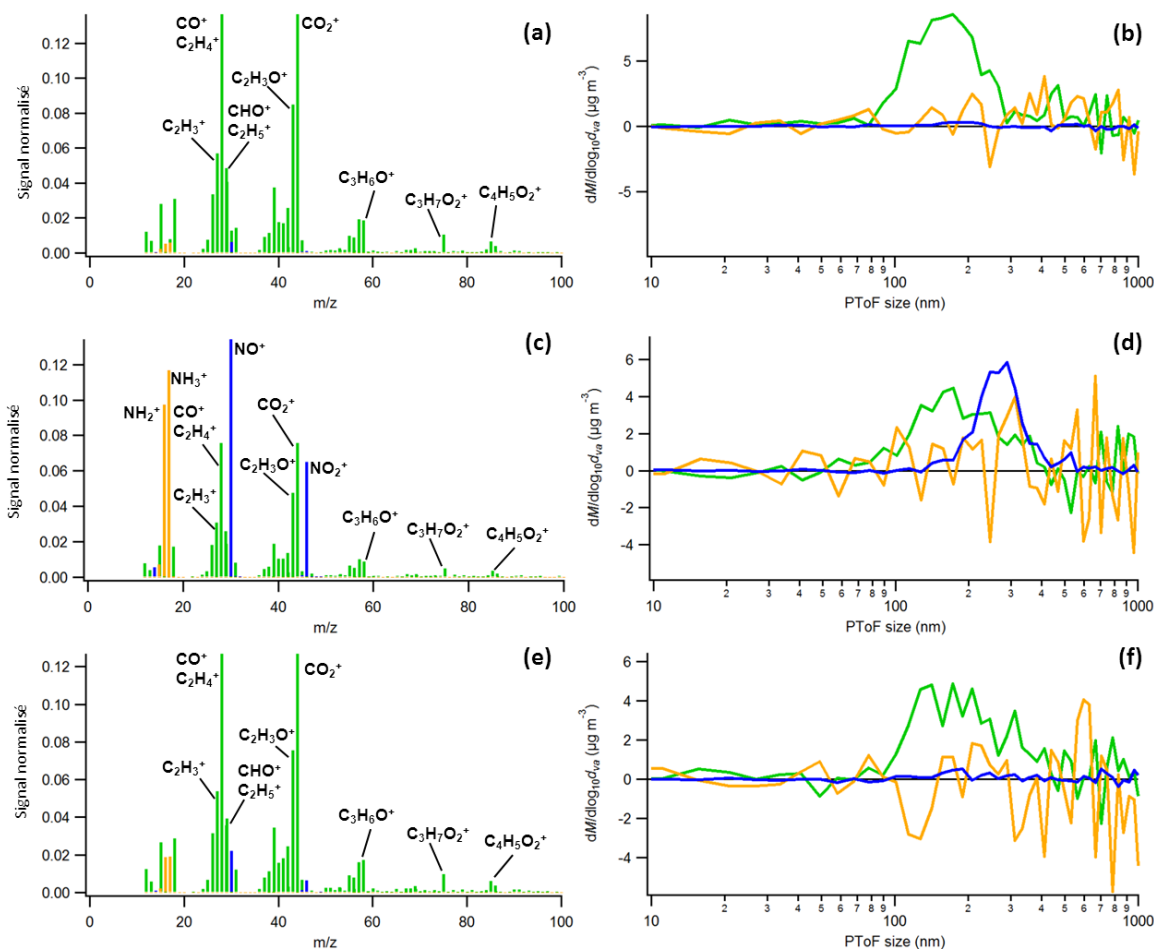 (a)
CO⁺
C₂H₄⁺
CO₂⁺
C₂H₃O⁺
CHO⁺
C₂H₅⁺
C₂H₃⁺
C₃H₆O⁺
C₃H₇O₂⁺
C₄H₅O₂⁺
Signal normalisé
0.12
0.10
0.08
0.06
0.04
0.02
0.00
0 20 40 60 80 100
m/z
(b)
dM/dlog₁₀dva (µg m⁻³)
5
0
-5
10 2 3 4 5 6 7 8 9 100 2 3 4 5 6 7 8 9 1000
PToF size (nm)
(c)
NO⁺
NH₃⁺
NH₂⁺
CO⁺
C₂H₄⁺
CO₂⁺
C₂H₃O⁺
NO₂⁺
C₂H₃⁺
C₃H₆O⁺
C₃H₇O₂⁺
C₄H₅O₂⁺
Signal normalisé
0.12
0.10
0.08
0.06
0.04
0.02
0.00
0 20 40 60 80 100
m/z
(d)
dM/dlog₁₀dva (µg m⁻³)
6
4
2
0
-2
-4
10 2 3 4 5 6 7 8 9 100 2 3 4 5 6 7 8 9 1000
PToF size (nm)
(e)
CO⁺
C₂H₄⁺
CO₂⁺
C₂H₃O⁺
C₂H₃⁺
CHO⁺
C₂H₅⁺
C₃H₆O⁺
C₃H₇O₂⁺
C₄H₅O₂⁺
Signal normalisé
0.12
0.10
0.08
0.06
0.04
0.02
0.00
0 20 40 60 80 100
m/z
(f)
dM/dlog₁₀dva (µg m⁻³)
6
4
2
0
-2
-4
10 2 3 4 5 6 7 8 9 100 2 3 4 5 6 7 8 9 1000
PToF size (nm)